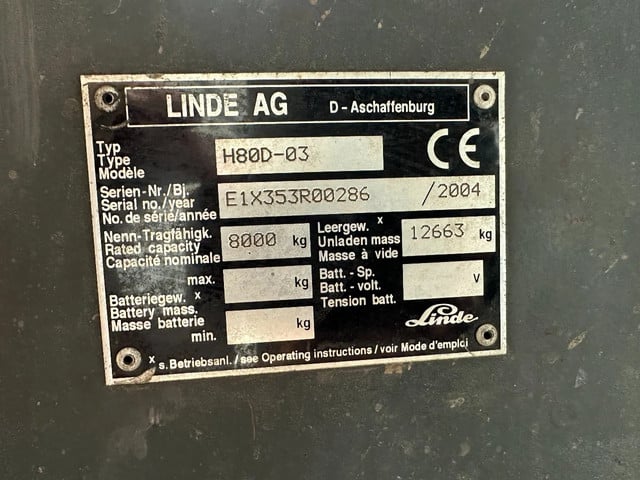 LINDE AG D - Aschaffenburg
Typ
Type
Modèle
H80D-03
CE
Serien-Nr./Bj.
Serial no./year
No. de série/année
E1X353R00286 /2004
Nenn-Tragfähigk.
Rated capacity
Capacité nominale
8000 kg
Leergew. x
Unladen mass
Masse à vide
12663 kg
max. kg
Batteriegew. x
Battery mass.
Masse batterie
min. kg
Batt.- Sp.
Batt.- volt.
Tension batt.
V
Linde
x s. Betriebsanl. /see Operating instructions / voir Mode d'emploi